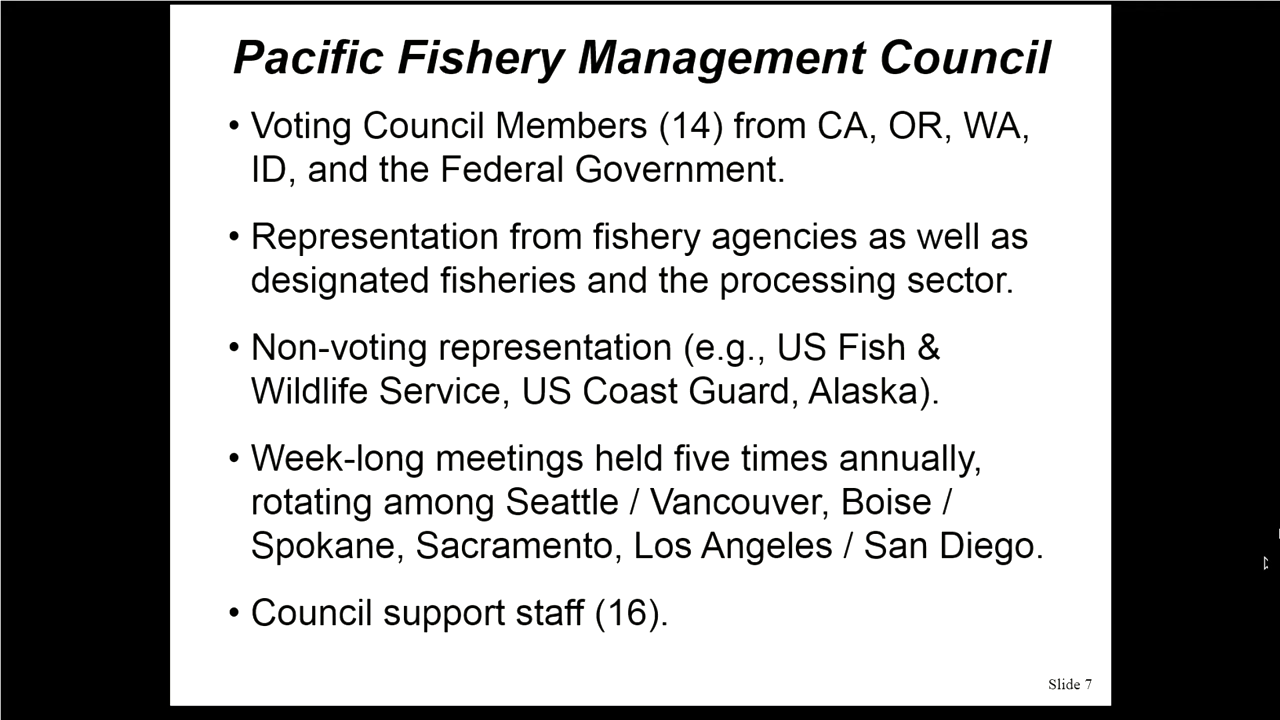 Pacific Fishery Management Council
• Voting Council Members (14) from CA, OR, WA,
ID, and the Federal Government.
• Representation from fishery agencies as well as
designated fisheries and the processing sector.
• Non-voting representation (e.g., US Fish &
Wildlife Service, US Coast Guard, Alaska).
• Week-long meetings held five times annually,
rotating among Seattle / Vancouver, Boise /
Spokane, Sacramento, Los Angeles / San Diego.
• Council support staff (16).
Slide 7